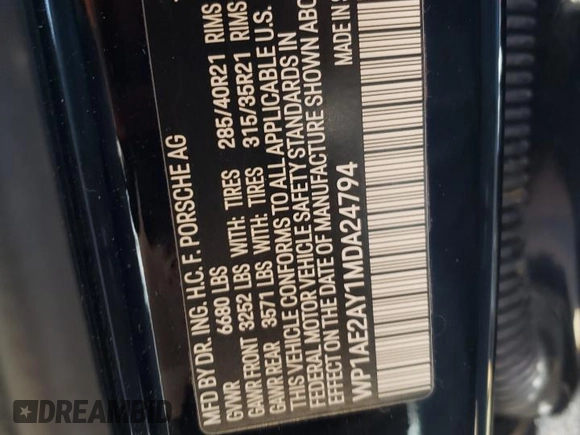 MFD BY DR. ING. H.C. F. PORSCHE AG
GVWR 6680 LBS
GAWR FRONT 3252 LBS WITH: TIRES 285/40R21 RIMS
GAWR REAR 3571 LBS WITH: TIRES 315/35R21 RIMS
THIS VEHICLE CONFORMS TO ALL APPLICABLE U.S.
FEDERAL MOTOR VEHICLE SAFETY STANDARDS IN
EFFECT ON THE DATE OF MANUFACTURE SHOWN ABO
WP1AE2AY1MDA24794 MADE IN
DREAMBID